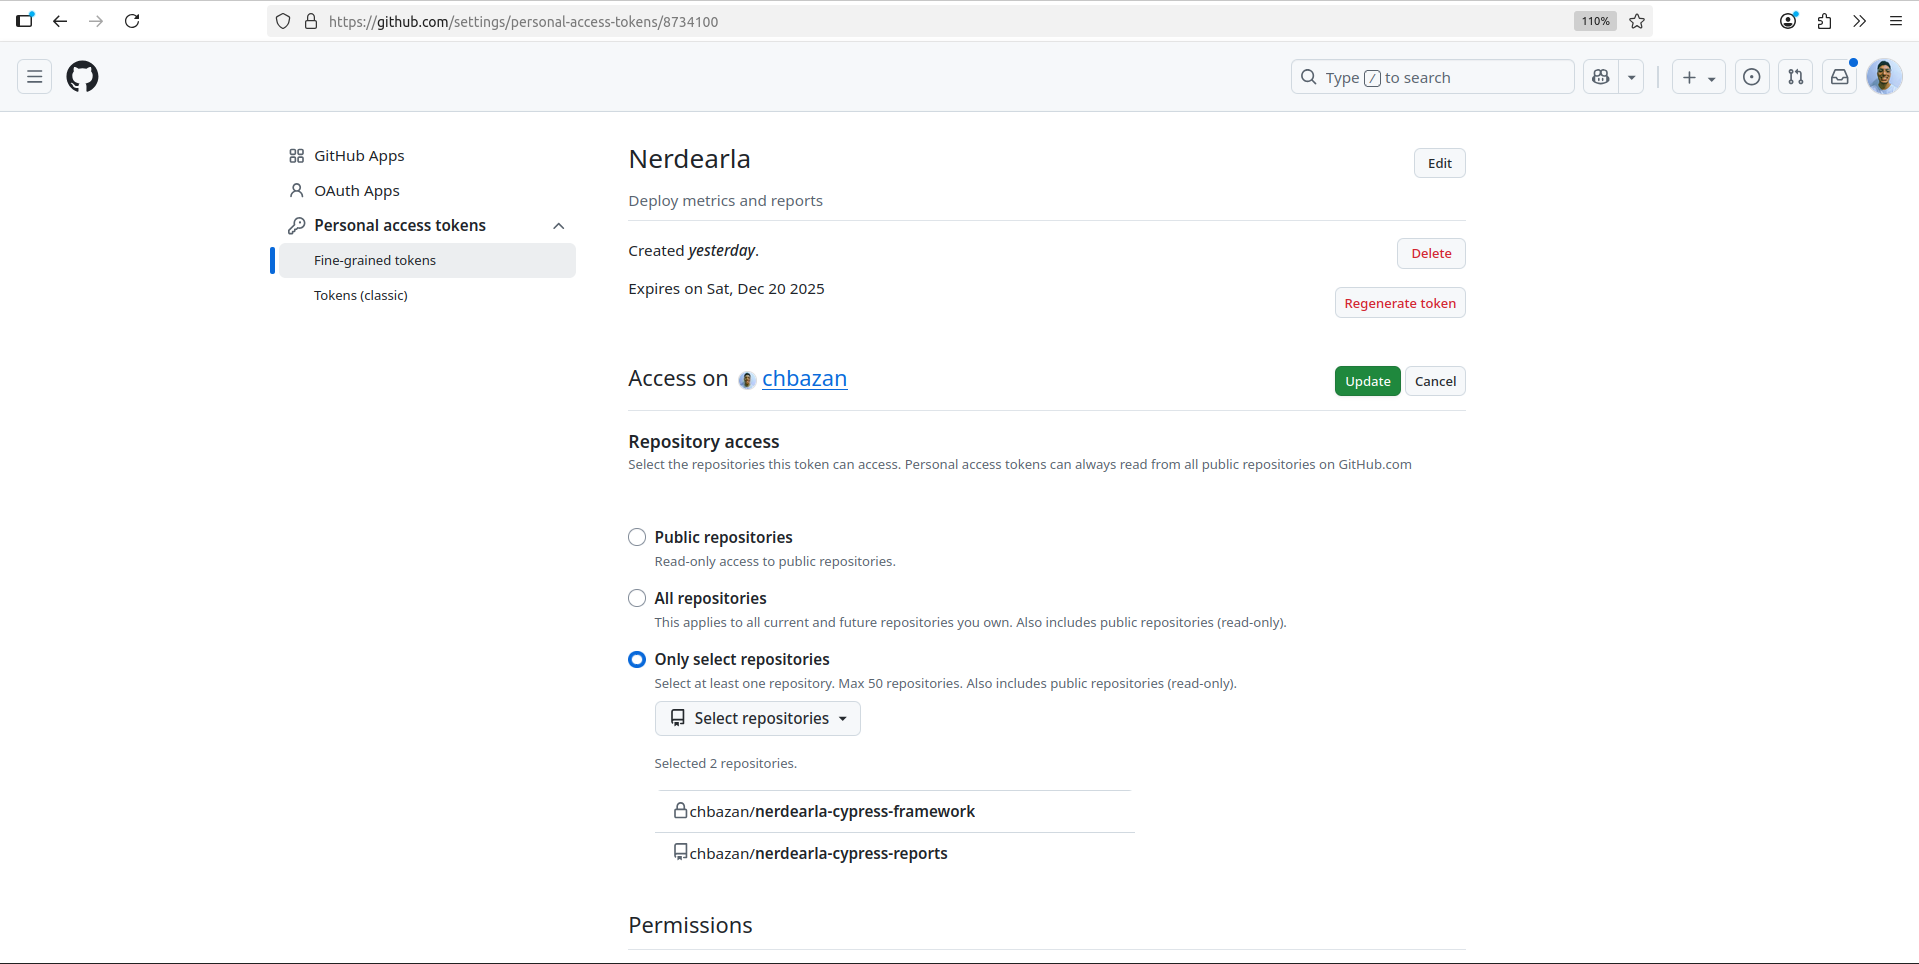 https://github.com/settings/personal-access-tokens/8734100
110%
Type / to search
GitHub Apps
OAuth Apps
Personal access tokens
Fine-grained tokens
Tokens (classic)
Nerdearla
Edit
Deploy metrics and reports
Created yesterday.
Delete
Expires on Sat, Dec 20 2025
Regenerate token
Access on chbazan
Update
Cancel
Repository access
Select the repositories this token can access. Personal access tokens can always read from all public repositories on GitHub.com
Public repositories
Read-only access to public repositories.
All repositories
This applies to all current and future repositories you own. Also includes public repositories (read-only).
Only select repositories
Select at least one repository. Max 50 repositories. Also includes public repositories (read-only).
Select repositories
Selected 2 repositories.
chbazan/nerdearla-cypress-framework
chbazan/nerdearla-cypress-reports
Permissions